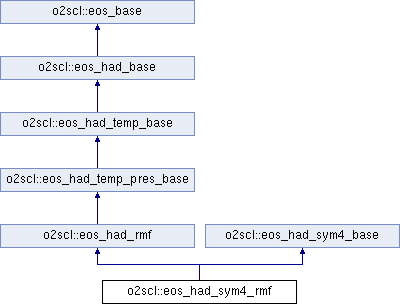 o2scl::eos_base
o2scl::eos_had_base
o2scl::eos_had_temp_base
o2scl::eos_had_temp_pres_base
o2scl::eos_had_rmf
o2scl::eos_had_sym4_base
o2scl::eos_had_sym4_rmf